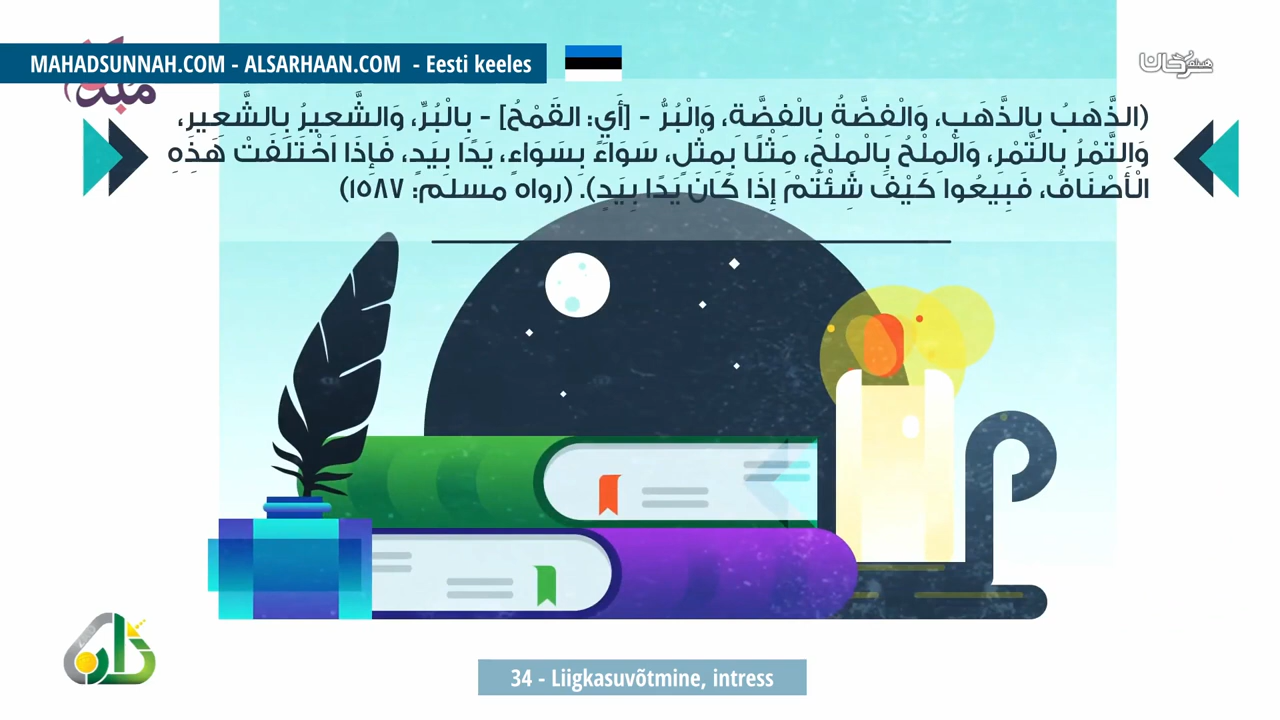 MAHADSUNNAH.COM - ALSARHAAN.COM - Eesti keeles
(الذَّهَبُ بِالذَّهَبِ، وَالْفِضَّةُ بِالْفِضَّةِ، وَالْبُرُّ - [أَي: القَمْحُ] - بِالْبُرِّ، وَالشَّعِيرُ بِالشَّعِيرِ،
وَالتَّمْرُ بِالتَّمْرِ، وَالْمِلْحُ بِالْمِلْحِ، مِثْلًا بِمِثْلٍ، سَوَاءً بِسَوَاءٍ، يَدًا بِيَدٍ، فَإِذَا اخْتَلَفَتْ هَذِهِ
الْأَصْنَافُ، فَبِيعُوا كَيْفَ شِئْتُمْ إِذَا كَانَ يَدًا بِيَدٍ). (رواه مسلم: ١٥٨٧)
34 - Liigkasuvõtmine, intress